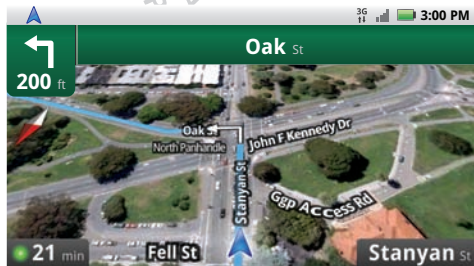 3G 3:00 PM
Oak St
200 ft
Oak St
North Panhandle
John F Kennedy Dr
Stanyan St
Ggp Access Rd
21 min
Fell St
Stanyan St